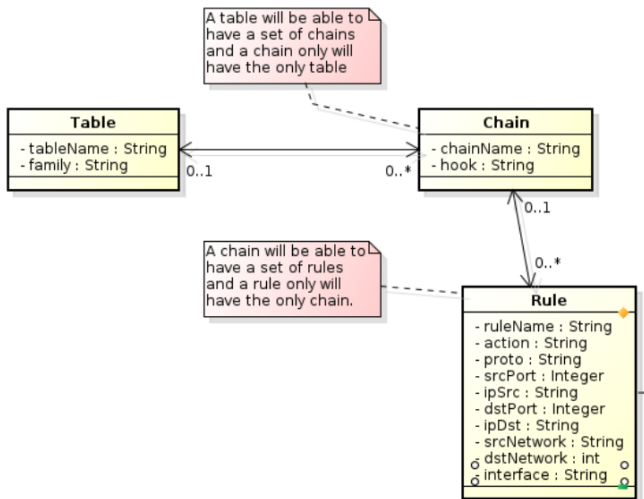 A table will be able to
have a set of chains
and a chain only will
have the only table
Table
- tableName : String
- family : String
Chain
- chainName : String
- hook : String
0..1
0..*
0..1
A chain will be able to
have a set of rules
and a rule only will
have the only chain.
0..*
Rule
- ruleName : String
- action : String
- proto : String
- srcPort : Integer
- ipSrc : String
- dstPort : Integer
- ipDst : String
- srcNetwork : String
- dstNetwork : int
- interface : String